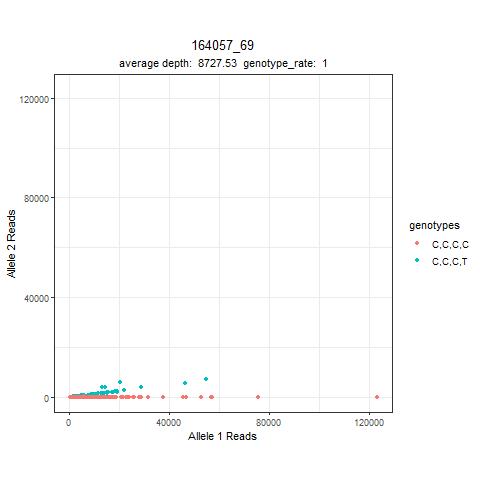 164057_69
average depth:  8727.53  genotype_rate:  1
120000
80000
40000
0
Allele 2 Reads
0
40000
80000
120000
Allele 1 Reads
genotypes
C,C,C,C
C,C,C,T